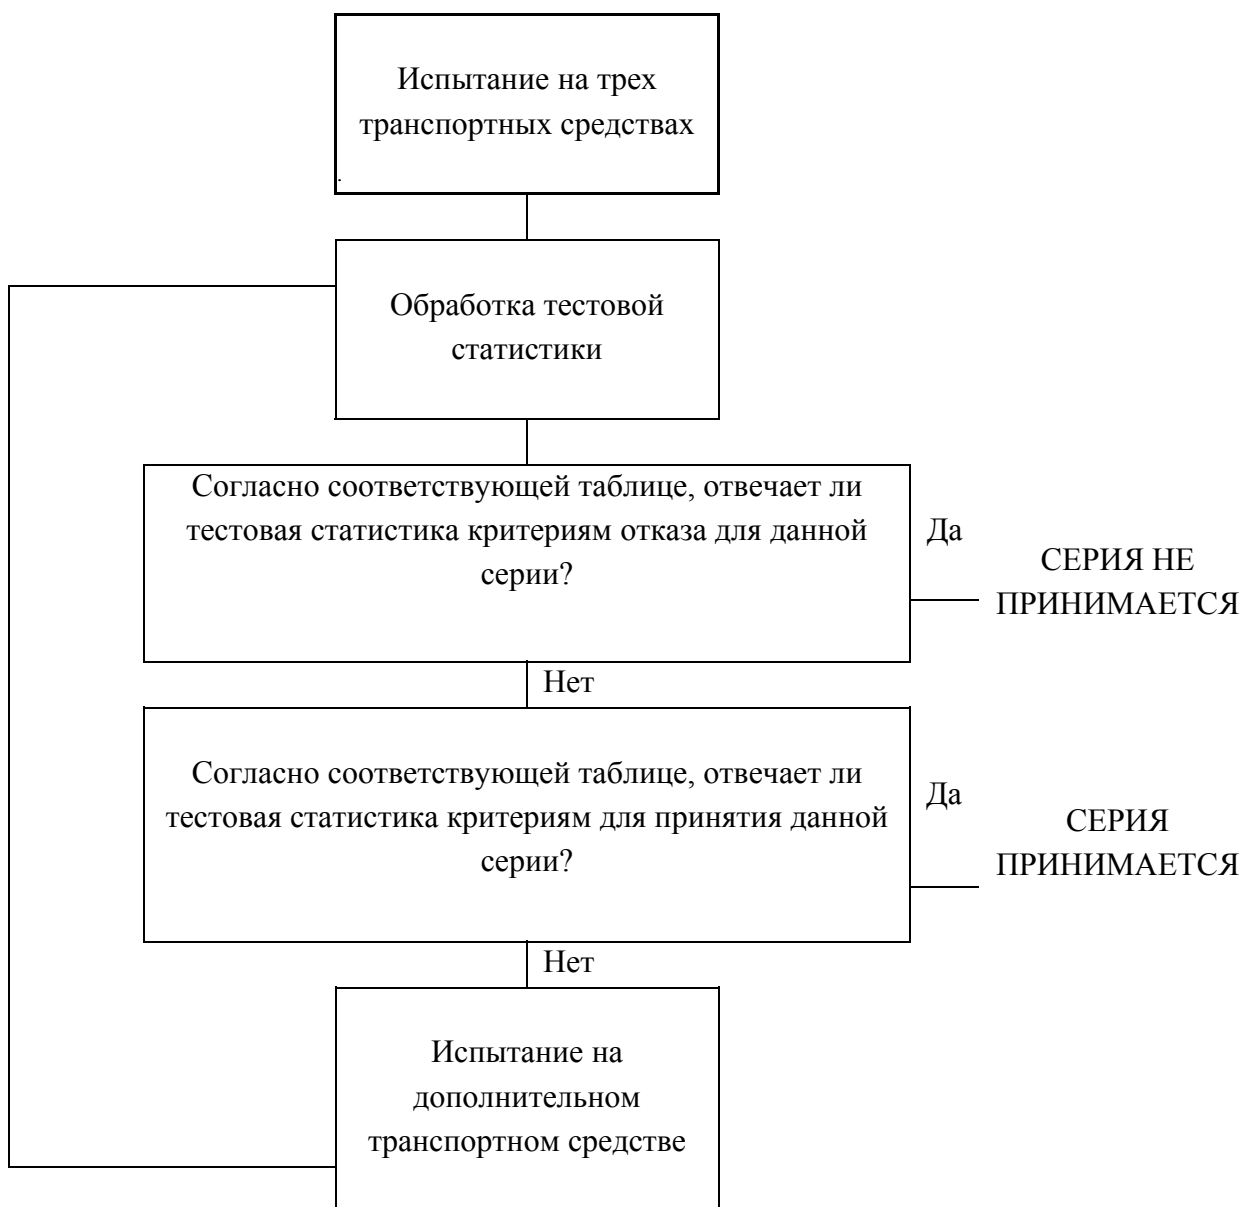 Испытание на трех
транспортных средствах
Обработка тестовой
статистики
Согласно соответствующей таблице, отвечает ли
тестовая статистика критериям отказа для данной
серии?
Да
СЕРИЯ НЕ
ПРИНИМАЕТСЯ
Нет
Согласно соответствующей таблице, отвечает ли
тестовая статистика критериям для принятия данной
серии?
Да
СЕРИЯ
ПРИНИМАЕТСЯ
Нет
Испытание на
дополнительном
транспортном средстве